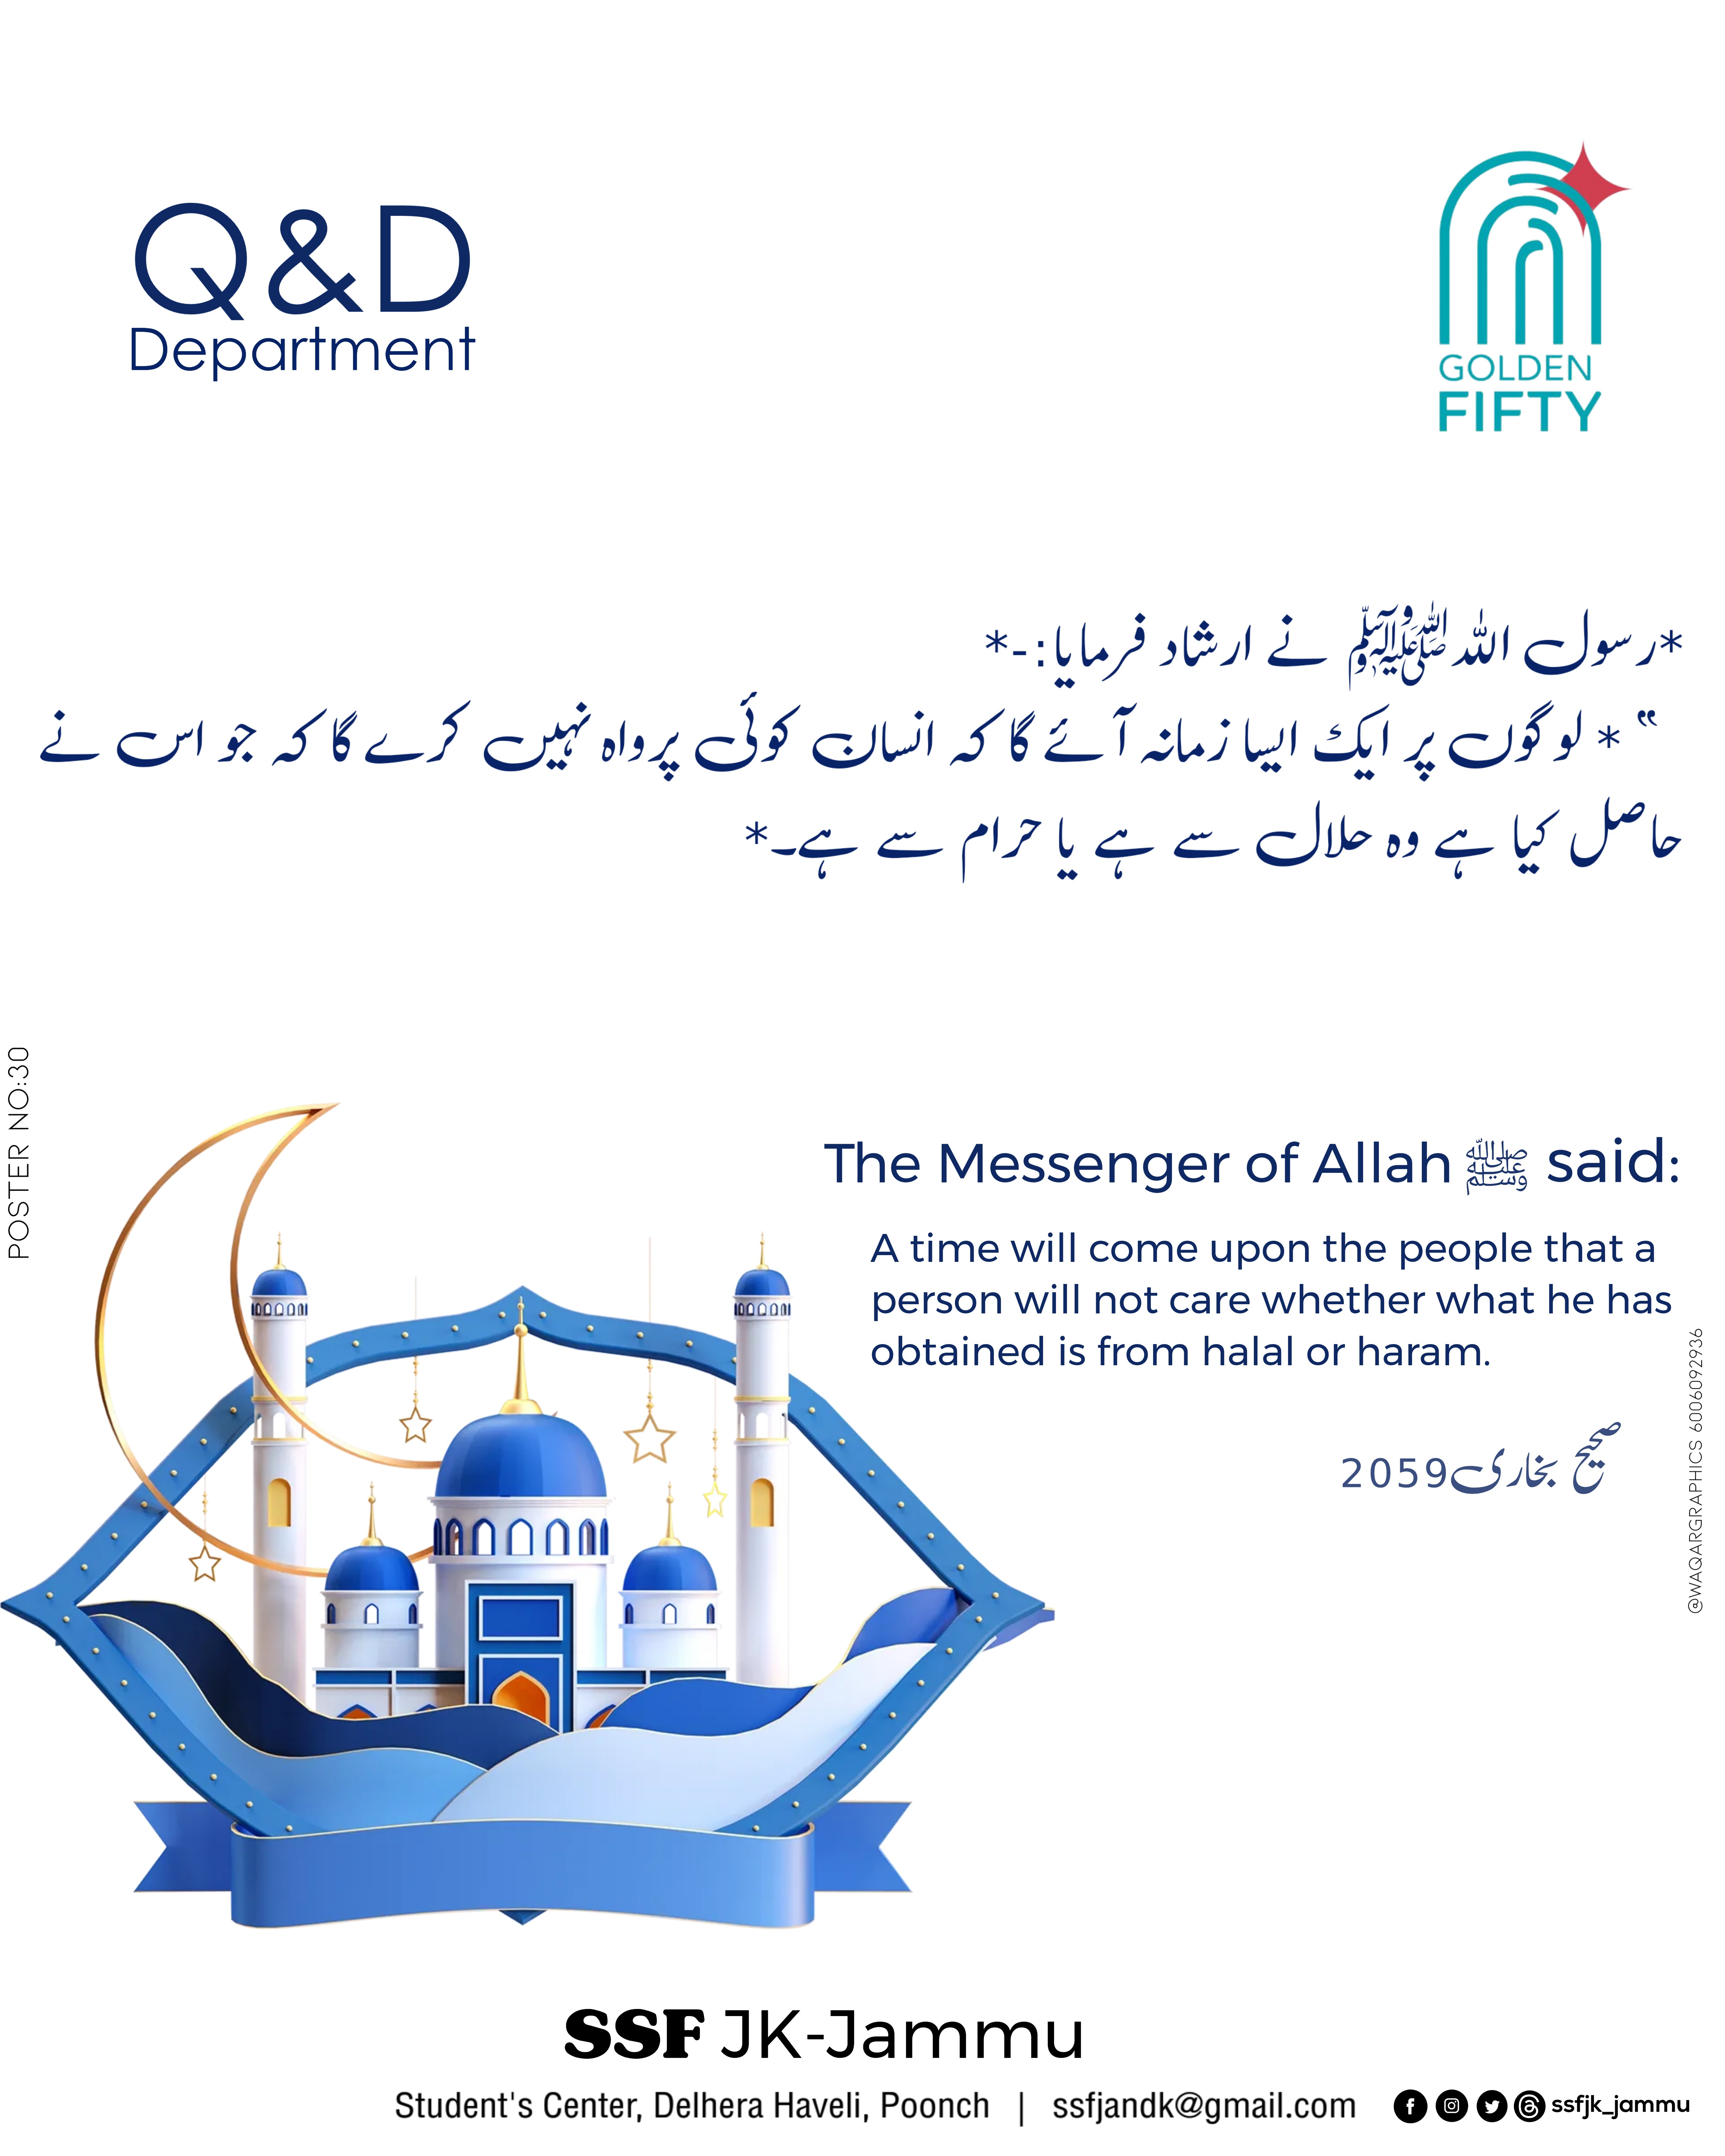 Q&D
Department
GOLDEN
FIFTY
*رسول اللہ ﷺ نے ارشاد فرمایا:-*
“ * لوگوں پر ایک ایسا زمانہ آئے گا کہ انسان کوئی پرواہ نہیں کرے گا کہ جو اس نے
حاصل کیا ہے وہ حلال سے ہے یا حرام سے ہے۔*
POSTER NO:30
The Messenger of Allah ﷺ said:
A time will come upon the people that a
person will not care whether what he has
obtained is from halal or haram.
صحیح بخاری2059
@WAQARGRAPHICS 6006092936
SSF JK-Jammu
Student's Center, Delhera Haveli, Poonch | ssfjandk@gmail.com ssfjk_jammu